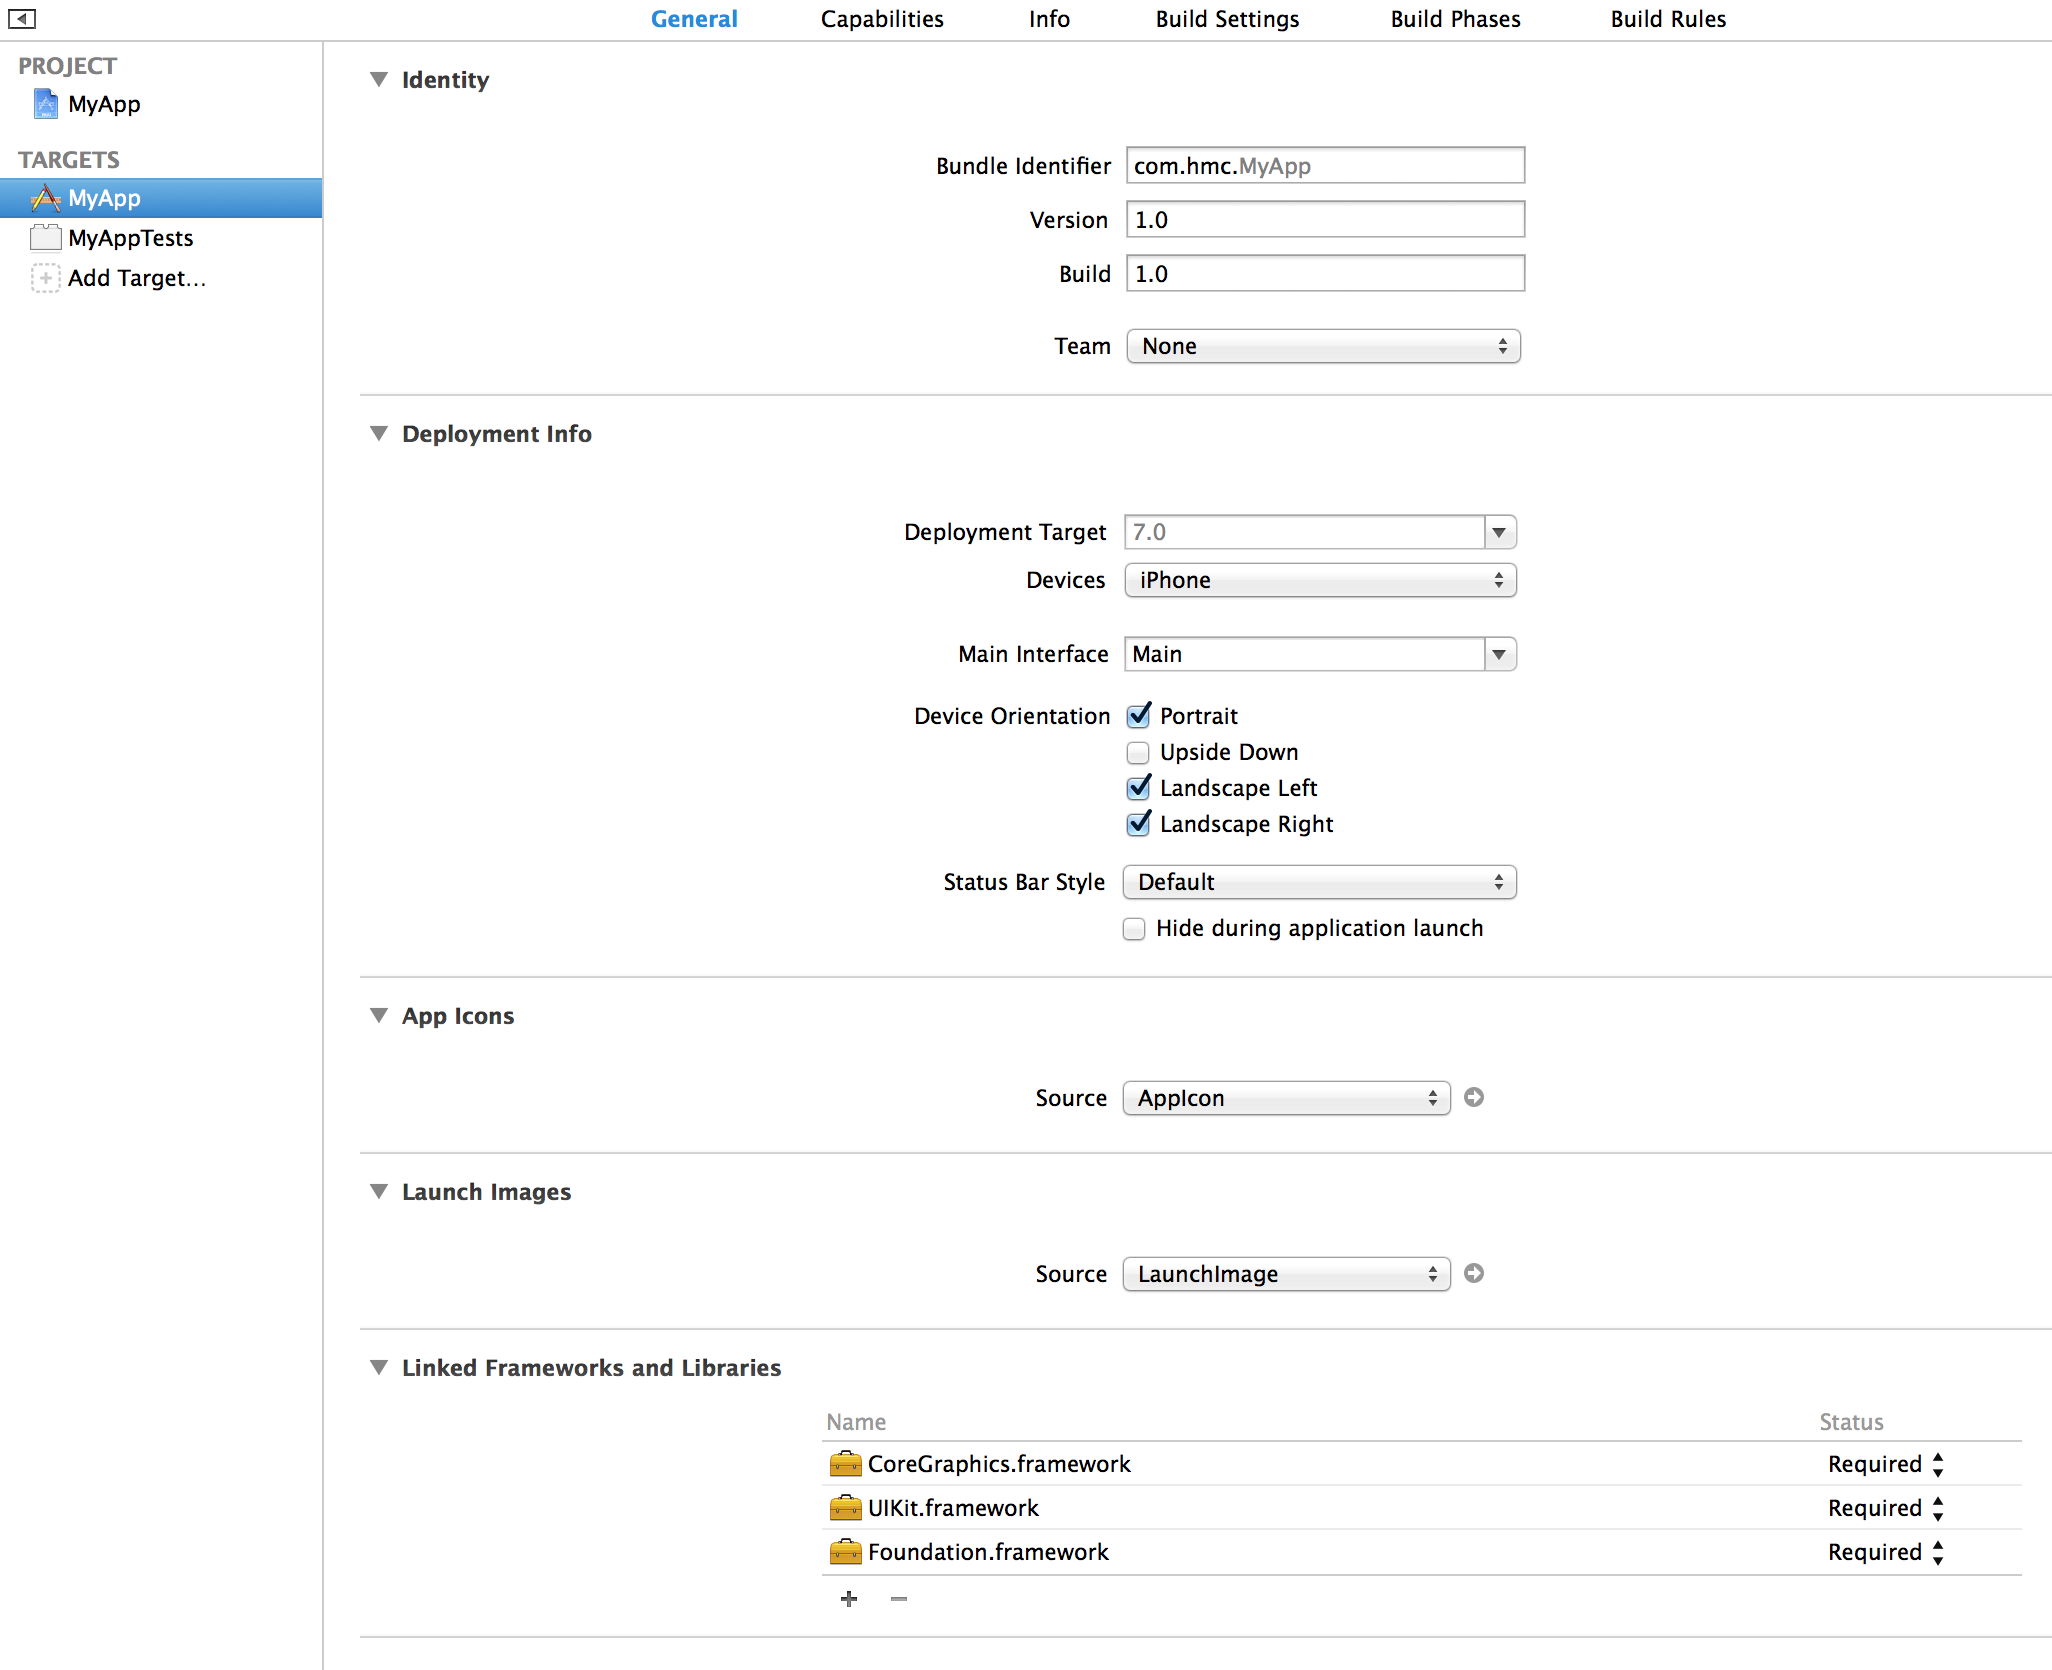 General Capabilities Info Build Settings Build Phases Build Rules
PROJECT
MyApp
TARGETS
MyApp
MyAppTests
Add Target...
Identity
Bundle Identifier com.hmc.MyApp
Version 1.0
Build 1.0
Team None
Deployment Info
Deployment Target 7.0
Devices iPhone
Main Interface Main
Device Orientation Portrait
Upside Down
Landscape Left
Landscape Right
Status Bar Style Default
Hide during application launch
App Icons
Source AppIcon
Launch Images
Source LaunchImage
Linked Frameworks and Libraries
Name Status
CoreGraphics.framework Required
UIKit.framework Required
Foundation.framework Required